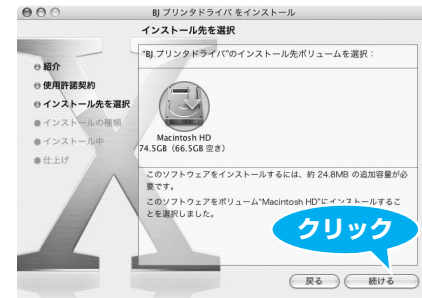 BJ プリンタドライバ をインストール
インストール先を選択
"BJ プリンタドライバ"のインストール先ボリュームを選択：
紹介
使用許諾契約
インストール先を選択
インストールの種類
インストール中
仕上げ
Macintosh HD
74.5GB（66.5GB 空き）
このソフトウェアをインストールするには、約 24.8MB の追加容量が必
要です。
このソフトウェアをボリューム"Macintosh HD"にインストールするこ
とを選択しました。
クリック
戻る
続ける